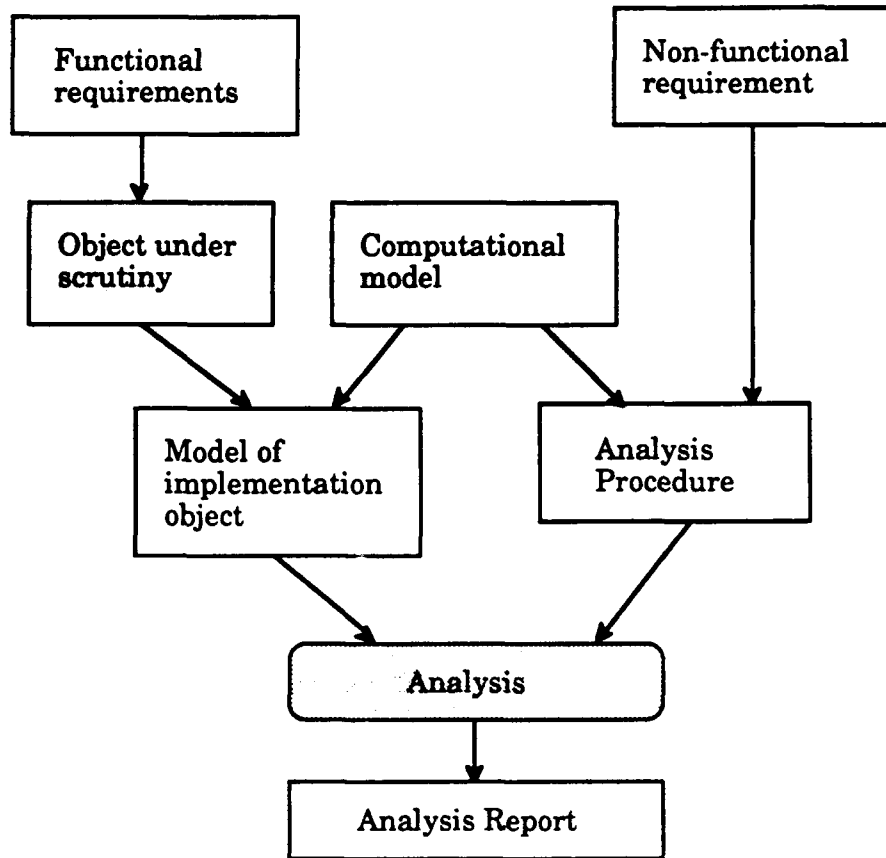 Functional
requirements
Non-functional
requirement
Object under
scrutiny
Computational
model
Model of
implementation
object
Analysis
Procedure
Analysis
Analysis Report